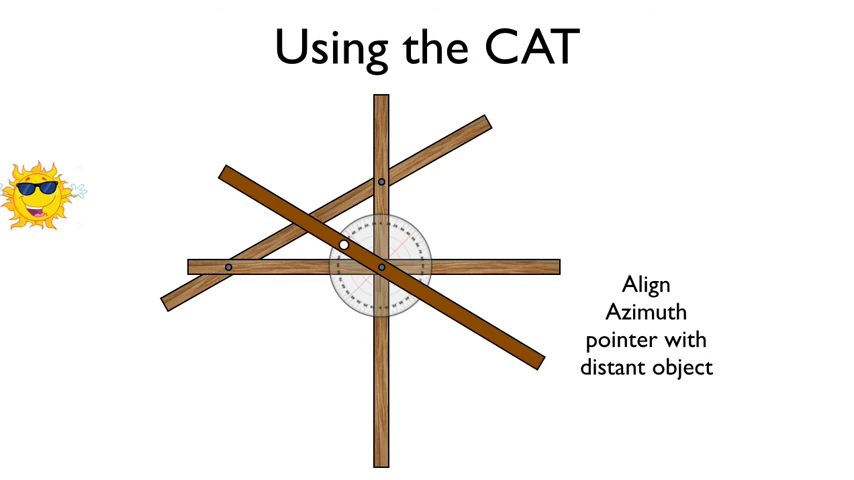 Using the CAT
Align
Azimuth
pointer with
distant object